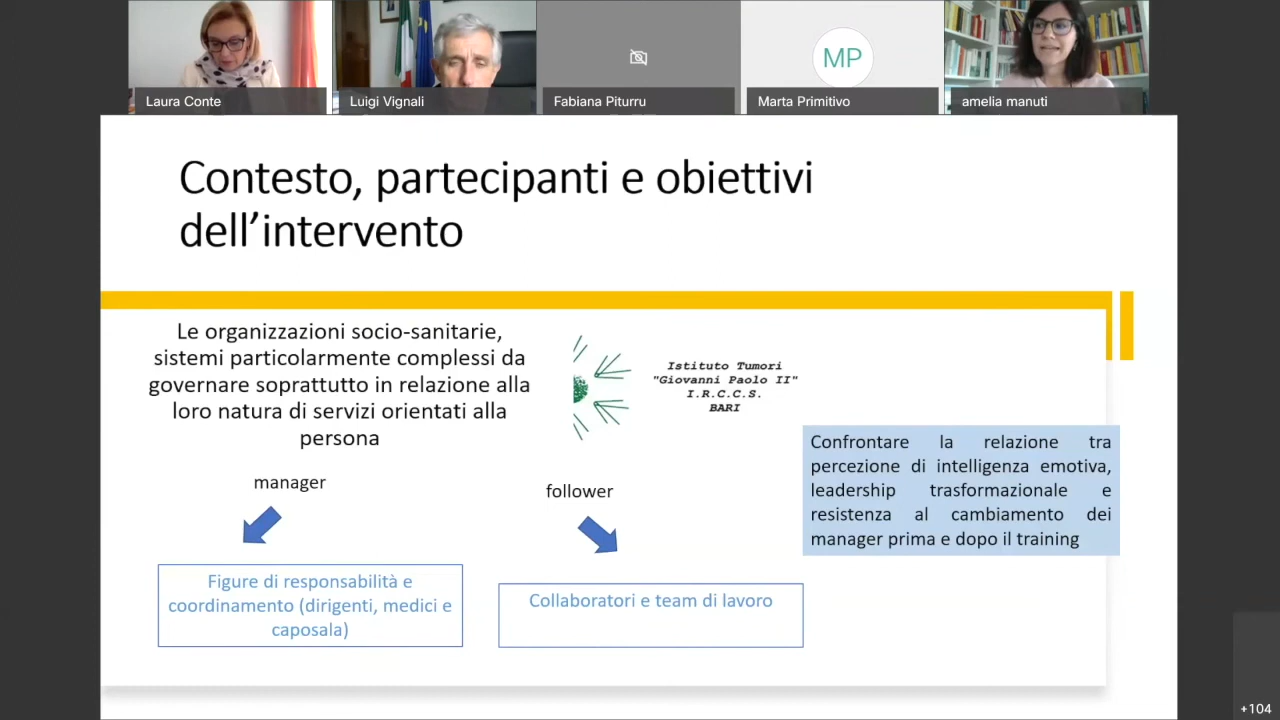 Laura Conte
Luigi Vignali
Fabiana Piturru
MP
Marta Primitivo
amelia manuti
Contesto, partecipanti e obiettivi
dell'intervento
Le organizzazioni socio-sanitarie,
sistemi particolarmente complessi da
governare soprattutto in relazione alla
loro natura di servizi orientati alla
persona
Istituto Tumori
"Giovanni Paolo II"
I.R.C.C.S.
BARI
manager
follower
Figure di responsabilità e
coordinamento (dirigenti, medici e
caposala)
Collaboratori e team di lavoro
Confrontare la relazione tra
percezione di intelligenza emotiva,
leadership trasformazionale e
resistenza al cambiamento dei
manager prima e dopo il training
+104